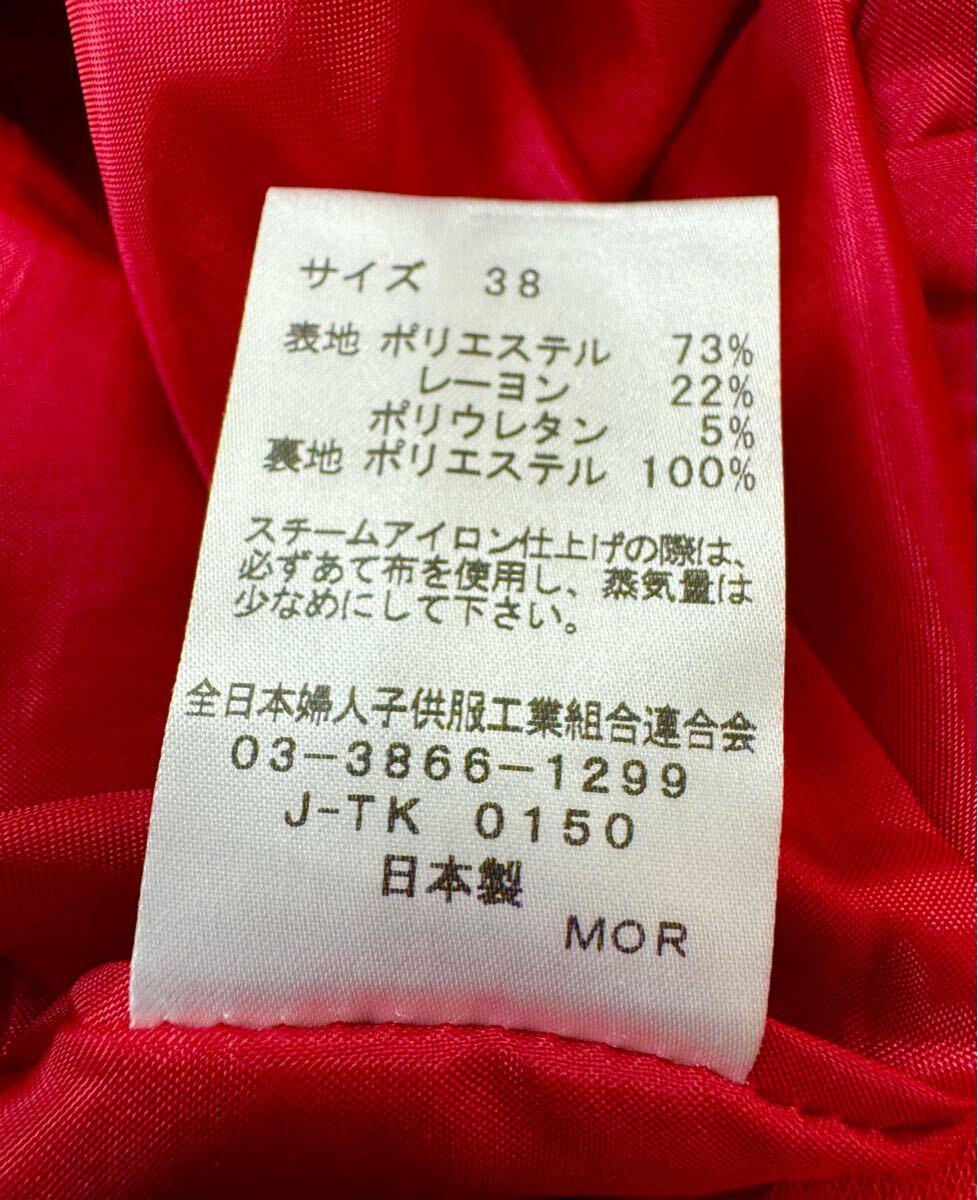 サイズ 38
表地 ポリエステル 73%
レーヨン 22%
ポリウレタン 5%
裏地 ポリエステル 100%
スチームアイロン仕上げの際は、
必ずあて布を使用し、蒸気量は
少なめにして下さい。
全日本婦人子供服工業組合連合会
03-3866-1299
J-TK 0150
日本製
MOR